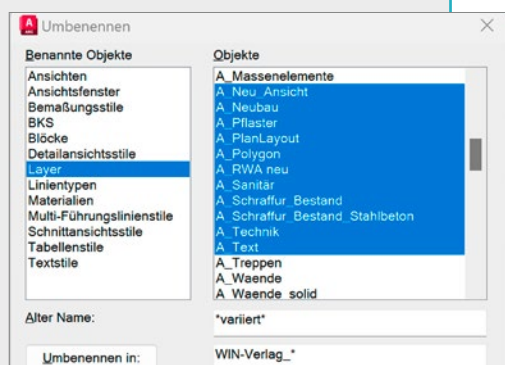 Umbenennen
Benannte Objekte
Ansichten
Ansichtsfenster
Bemaßungsstile
BKS
Blöcke
Detailansichtsstile
Layer
Linientypen
Materialien
Multi-Führungslinienstile
Schnittansichtsstile
Tabellenstile
Textstile
Objekte
A_Massenelemente
A_Neu_Ansicht
A_Neubau
A_Pflaster
A_PlanLayout
A_Polygon
A_RWA neu
A_Sanitär
A_Schraffur_Bestand
A_Schraffur_Bestand_Stahlbeton
A_Technik
A_Text
A_Treppen
A_Waende
A_Waende_solid
Alter Name:
*variiert*
Umbenennen in:
WIN-Verlag_*